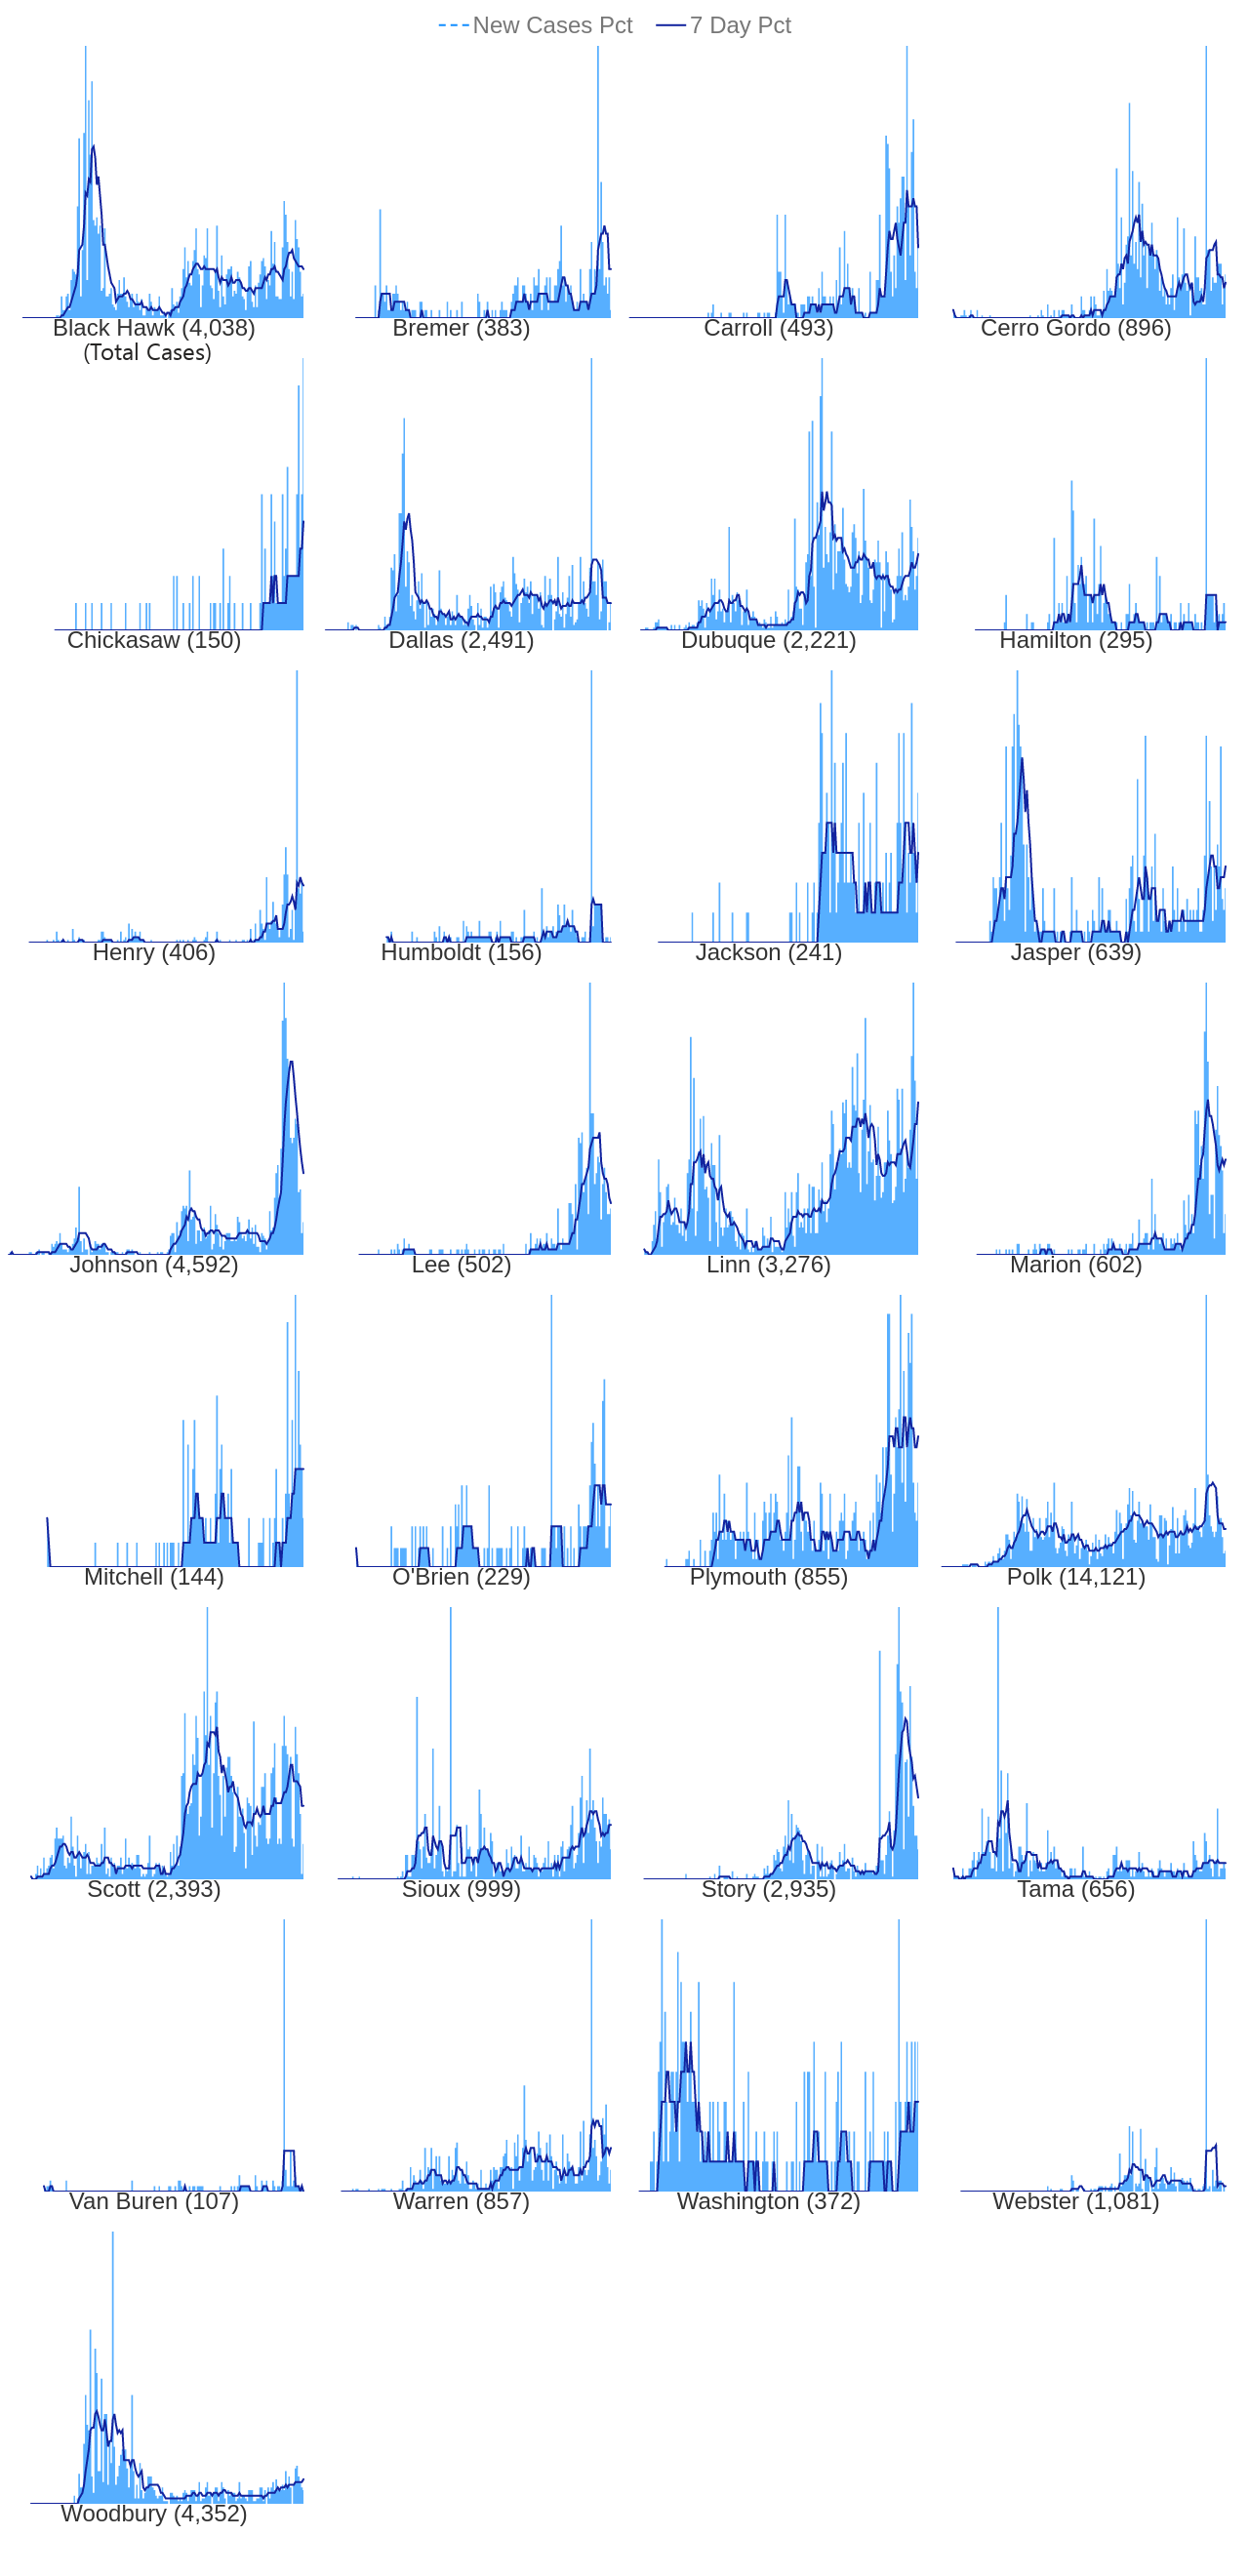 New Cases Pct 7 Day Pct
Black Hawk (4,038) Bremer (383) Carroll (493) Cerro Gordo (896)
(Total Cases)
Chickasaw (150) Dallas (2,491) Dubuque (2,221) Hamilton (295)
Henry (406) Humboldt (156) Jackson (241) Jasper (639)
Johnson (4,592) Lee (502) Linn (3,276) Marion (602)
Mitchell (144) O'Brien (229) Plymouth (855) Polk (14,121)
Scott (2,393) Sioux (999) Story (2,935) Tama (656)
Van Buren (107) Warren (857) Washington (372) Webster (1,081)
Woodbury (4,352)